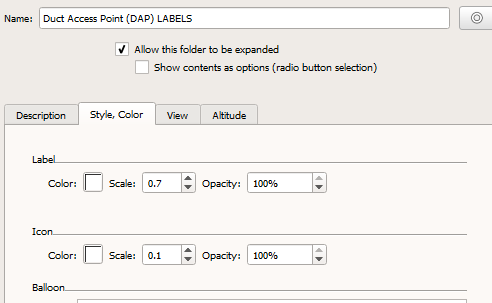 Name: Duct Access Point (DAP) LABELS
Allow this folder to be expanded
Show contents as options (radio button selection)
Description Style, Color View Altitude
Label
Color: Scale: 0.7 Opacity: 100%
Icon
Color: Scale: 0.1 Opacity: 100%
Balloon